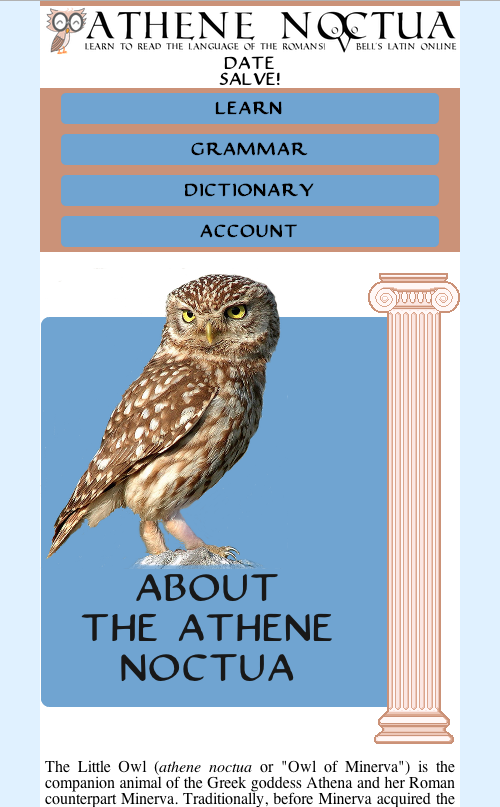 ATHENE NOCTUA
LEARN TO READ THE LANGUAGE OF THE ROMANS! BELL'S LATIN ONLINE
DATE
SALVE!
LEARN
GRAMMAR
DICTIONARY
ACCOUNT
ABOUT
THE ATHENE
NOCTUA
The Little Owl (athene noctua or "Owl of Minerva") is the
companion animal of the Greek goddess Athena and her Roman
counterpart Minerva. Traditionally, before Minerva acquired the